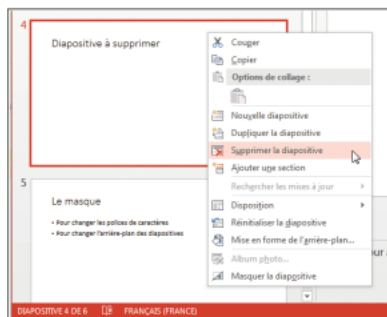 4
Diapositive à supprimer
Couper
Copier
Options de collage :
Nouvelle diapositive
Dupliquer la diapositive
Supprimer la diapositive
Ajouter une section
Rechercher les mises à jour
Disposition
Réinitialiser la diapositive
Mise en forme de l'arrière-plan...
Album photo...
Masquer la diapositive
5
Le masque
• Pour changer les polices de caractères
• Pour changer l'arrière-plan des diapositives
ur a
DIAPOSITIVE 4 DE 6 FRANÇAIS (FRANCE)